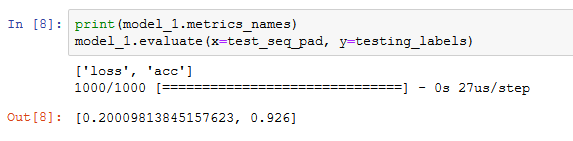 In [8]: print(model_1.metrics_names)
model_1.evaluate(x=test_seq_pad, y=testing_labels)
['loss', 'acc']
1000/1000 [==============================] - 0s 27us/step
Out[8]: [0.20009813845157623, 0.926]